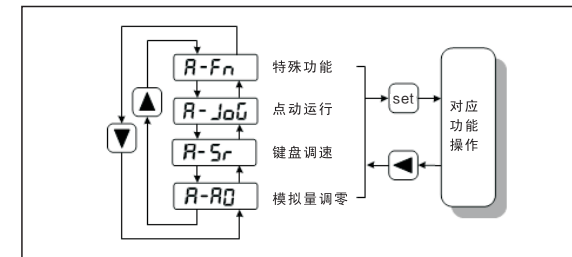 A-Fn 特殊功能
A-JoG 点动运行
A-Sr 键盘调速
A-A0 模拟量调零
set
对应
功能
操作